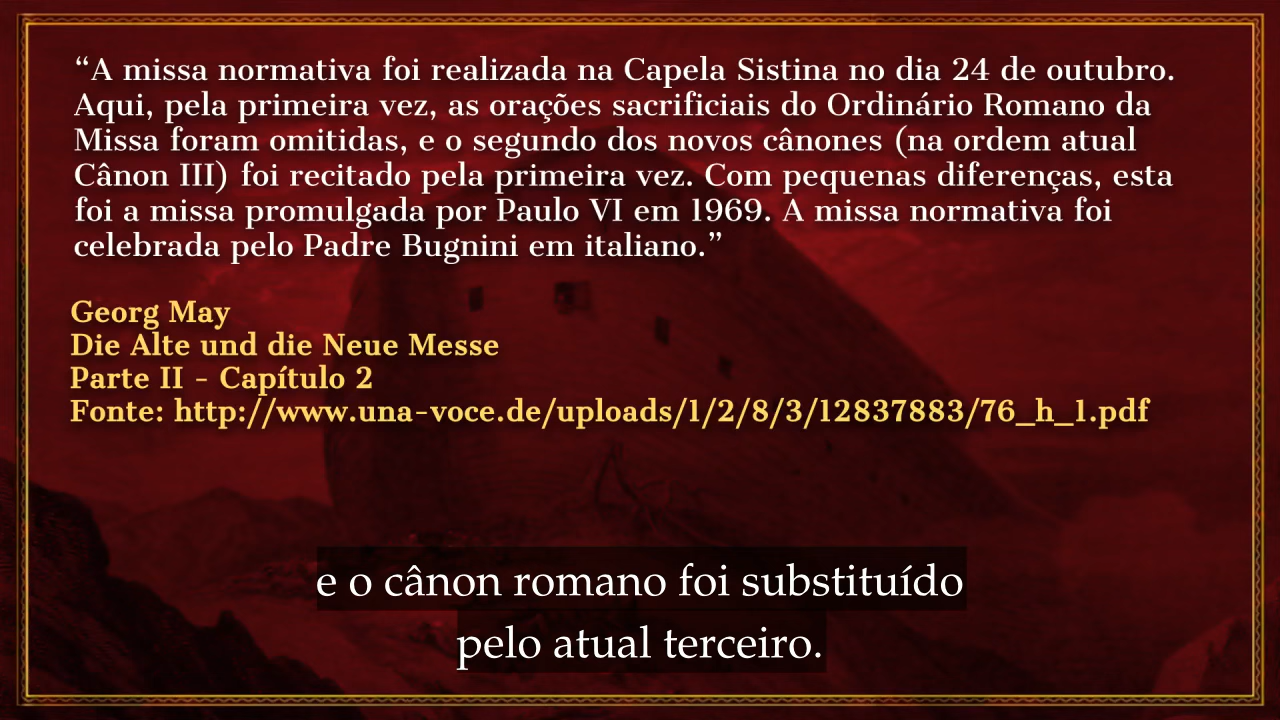 “A missa normativa foi realizada na Capela Sistina no dia 24 de outubro.
Aqui, pela primeira vez, as orações sacrificiais do Ordinário Romano da
Missa foram omitidas, e o segundo dos novos cânones (na ordem atual
Cânon III) foi recitado pela primeira vez. Com pequenas diferenças, esta
foi a missa promulgada por Paulo VI em 1969. A missa normativa foi
celebrada pelo Padre Bugnini em italiano.”
Georg May
Die Alte und die Neue Messe
Parte II - Capítulo 2
Fonte: http://www.una-voce.de/uploads/1/2/8/3/12837883/76_h_1.pdf
e o cânon romano foi substituído
pelo atual terceiro.